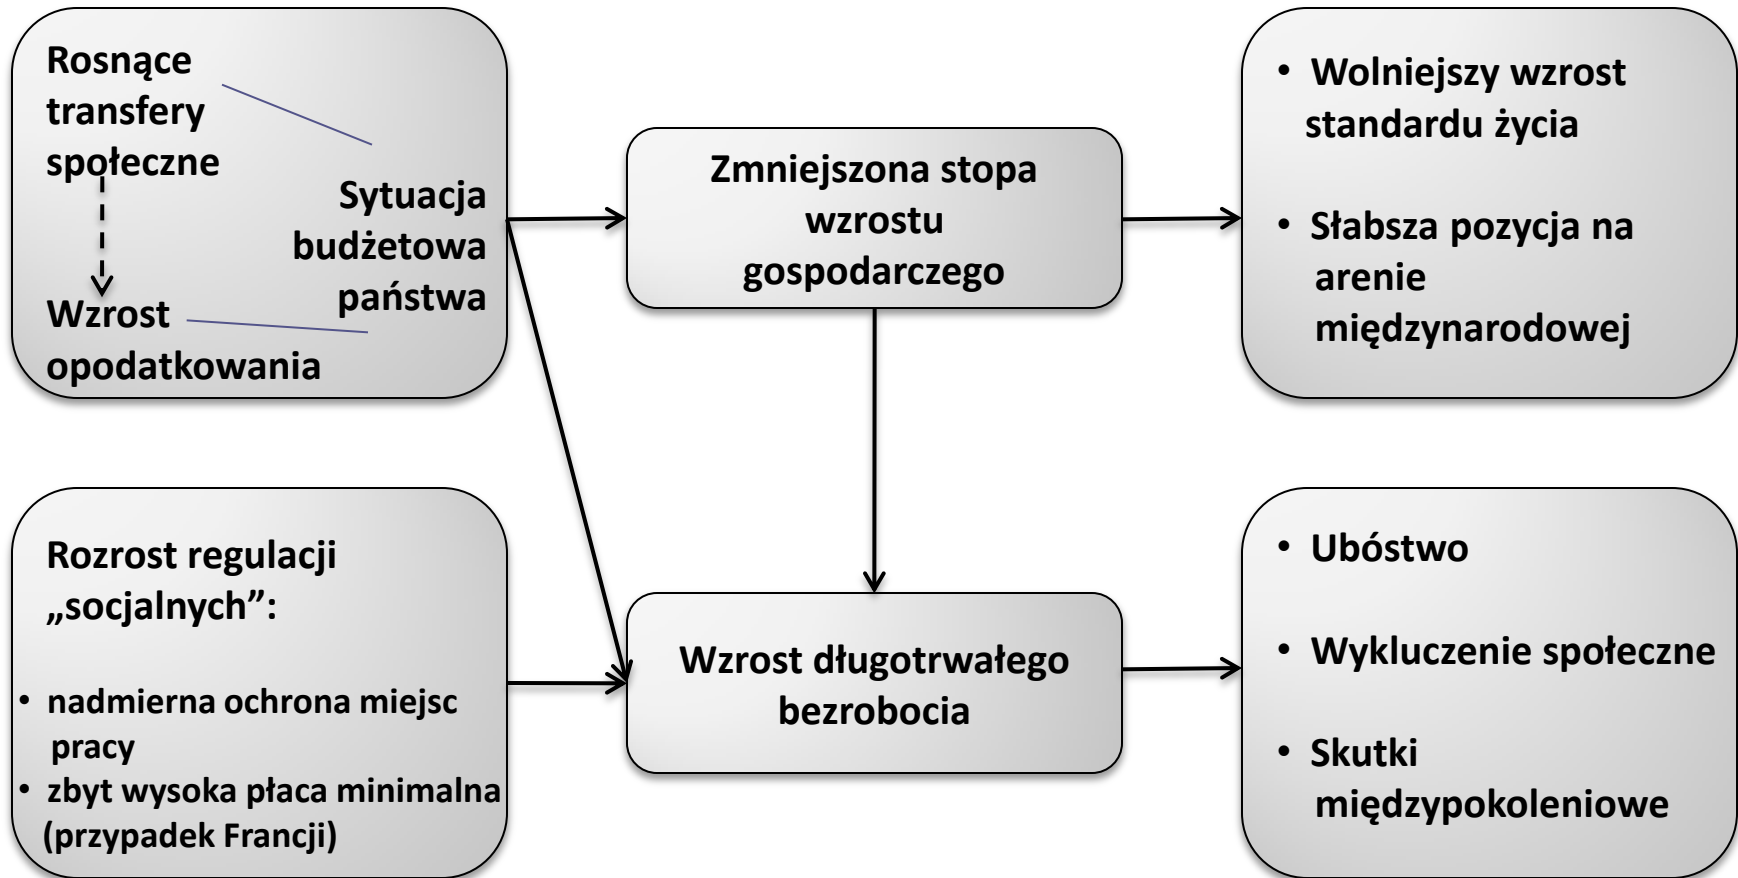 Rosnące
transfery
społeczne
Sytuacja
budżetowa
państwa
Wzrost
opodatkowania
Zmniejszona stopa
wzrostu
gospodarczego
• Wolniejszy wzrost
standardu życia
• Słabsza pozycja na
arenie
międzynarodowej
Rozrost regulacji
„socjalnych”:
• nadmierna ochrona miejsc
pracy
• zbyt wysoka płaca minimalna
(przypadek Francji)
Wzrost długotrwałego
bezrobocia
• Ubóstwo
• Wykluczenie społeczne
• Skutki
międzypokoleniowe